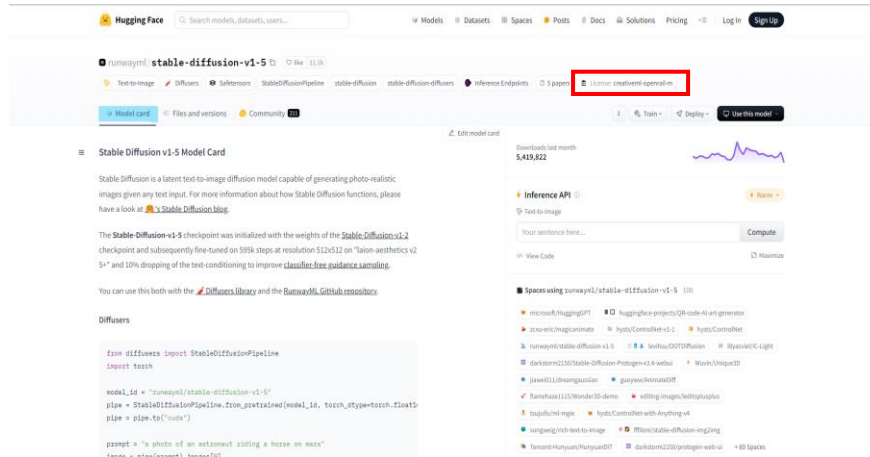 Hugging Face Search models, datasets, users... Models Datasets Spaces Posts Docs Solutions Pricing Log In Sign Up
runwayml/stable-diffusion-v1-5 like 11.1k
Text-to-Image Diffusers Safetensors StableDiffusionPipeline stable-diffusion stable-diffusion-diffusers Inference Endpoints 5 papers License: creativeml-openrail-m
Model card Files and versions Community Train Deploy Use this model
Edit model card
Stable Diffusion v1-5 Model Card
Stable Diffusion is a latent text-to-image diffusion model capable of generating photo-realistic
images given any text input. For more information about how Stable Diffusion functions, please
have a look at 's Stable Diffusion blog.
The Stable-Diffusion-v1-5 checkpoint was initialized with the weights of the Stable-Diffusion-v1-2
checkpoint and subsequently fine-tuned on 595k steps at resolution 512x512 on "laion-aesthetics v2
5+" and 10% dropping of the text-conditioning to improve classifier-free guidance sampling.
You can use this both with the Diffusers library and the RunwayML GitHub repository.
Diffusers
from diffusers import StableDiffusionPipeline
import torch
model_id = "runwayml/stable-diffusion-v1-5"
pipe = StableDiffusionPipeline.from_pretrained(model_id, torch_dtype=torch.float1
pipe = pipe.to("cuda")
prompt = "a photo of an astronaut riding a horse on mars"
image = pipe(prompt).images[0]
Downloads last month
5,419,822
Inference API Warm
Text-to-Image
Your sentence here... Compute
View Code Maximize
Spaces using runwayml/stable-diffusion-v1-5 100
microsoft/HuggingGPT huggingface-projects/QR-code-AI-art-generator
zcxu-eric/magicanimate hysts/ControlNet-v1-1 hysts/ControlNet
runwayml/stable-diffusion-v1-5 levihsu/OOTDiffusion lllyasviel/IC-Light
darkstorm2150/Stable-Diffusion-Protogen-x3.4-webui Wuvin/Unique3D
jiawei011/dreamgaussian guoyww/AnimateDiff
flamehaze1115/Wonder3D-demo editing-images/leditsplusplus
tsujuifu/ml-mgie hysts/ControlNet-with-Anything-v4
songweig/rich-text-to-image fffiloni/stable-diffusion-img2img
Tencent-Hunyuan/HunyuanDiT darkstorm2150/protogen-web-ui + 80 Spaces